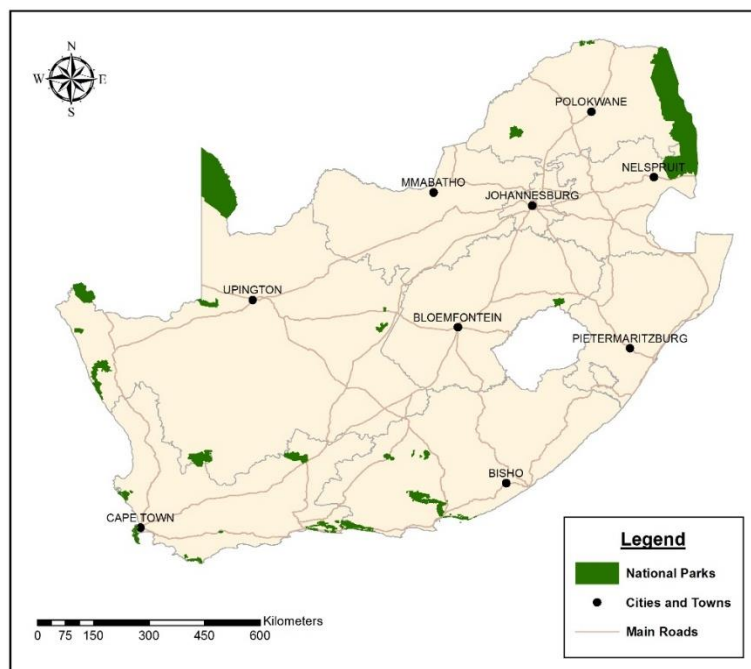 N
W E
S
POLOKWANE
NELSPRUIT
MMABATHO
JOHANNESBURG
UPINGTON
BLOEMFONTEIN
PIETERMARITZBURG
BISHO
CAPE TOWN
Legend
National Parks
Cities and Towns
Main Roads
Kilometers
0 75 150 300 450 600